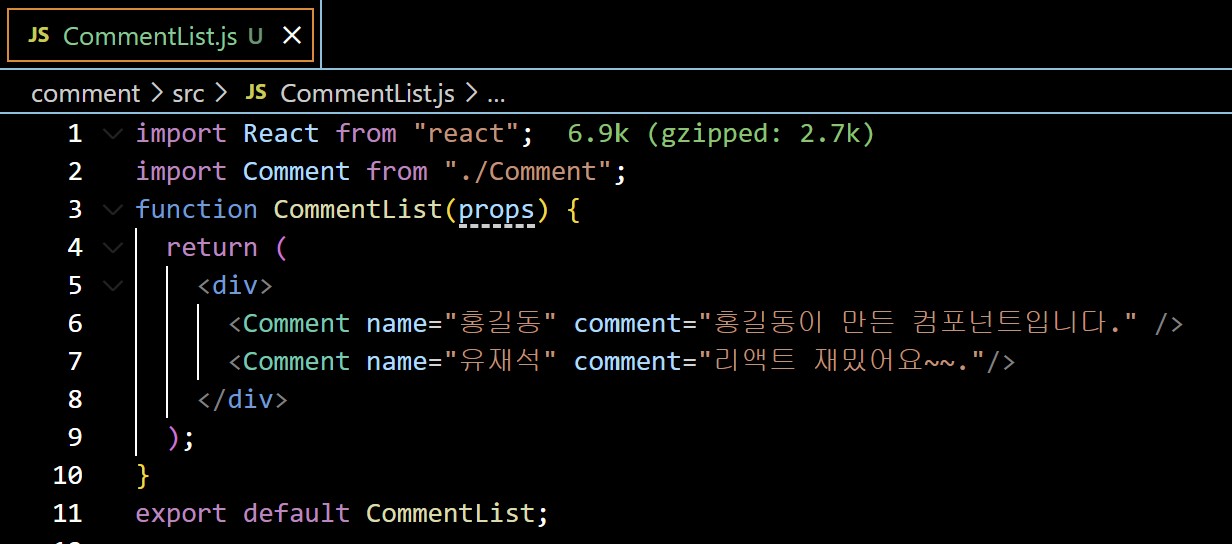 JS CommentList.js U ×
comment > src > JS CommentList.js > ...
1 import React from "react"; 6.9k (gzipped: 2.7k)
2 import Comment from "./Comment";
3 function CommentList(props) {
4 return (
5 <div>
6 <Comment name="홍길동" comment="홍길동이 만든 컴포넌트입니다." />
7 <Comment name="유재석" comment="리액트 재밌어요~~."/>
8 </div>
9 );
10 }
11 export default CommentList;